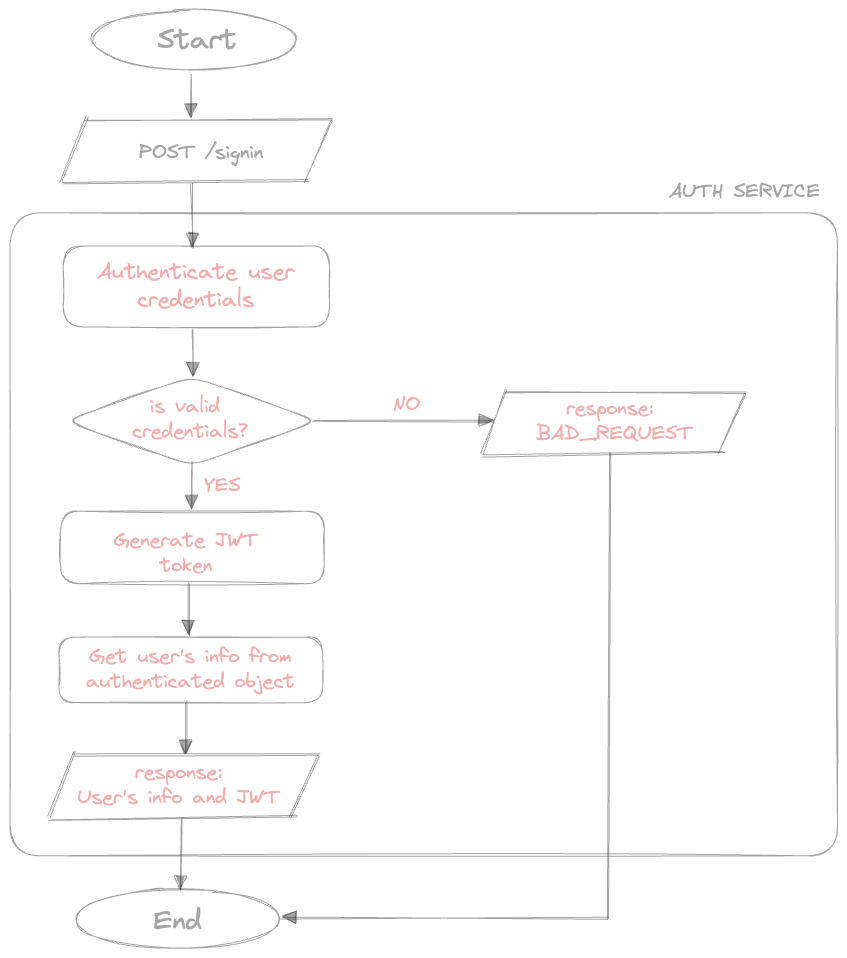 Start
POST /signin
AUTH SERVICE
Authenticate user
credentials
is valid
credentials?
NO
response:
BAD_REQUEST
YES
Generate JWT
token
Get user's info from
authenticated object
response:
User's info and JWT
End